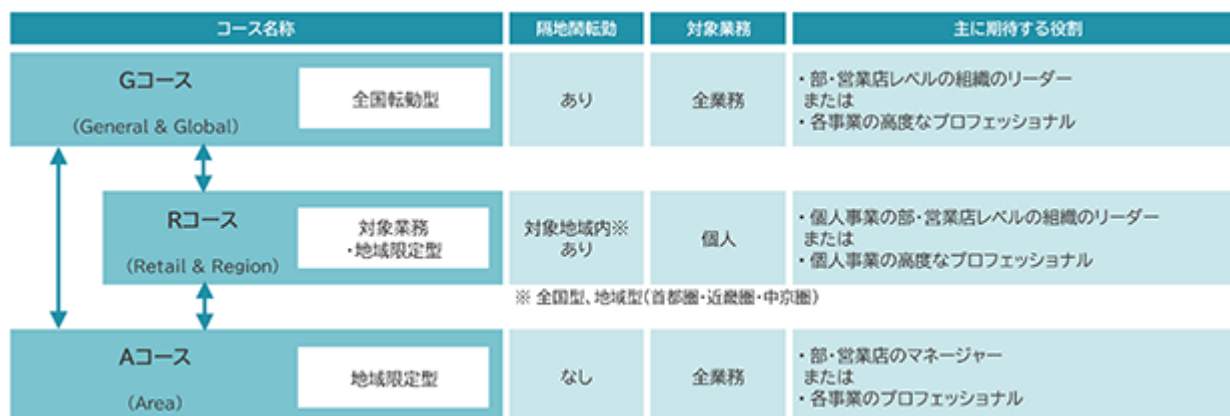 コース名称 隔地間転勤 対象業務 主に期待する役割
Gコース
(General & Global)
全国転勤型
あり
全業務
・部・営業店レベルの組織のリーダー
または
・各事業の高度なプロフェッショナル
Rコース
(Retail & Region)
対象業務
・地域限定型
対象地域内※
あり
個人
・個人事業の部・営業店レベルの組織のリーダー
または
・個人事業の高度なプロフェッショナル
※ 全国型、地域型(首都圏・近畿圏・中京圏)
Aコース
(Area)
地域限定型
なし
全業務
・部・営業店のマネージャー
または
・各事業のプロフェッショナル